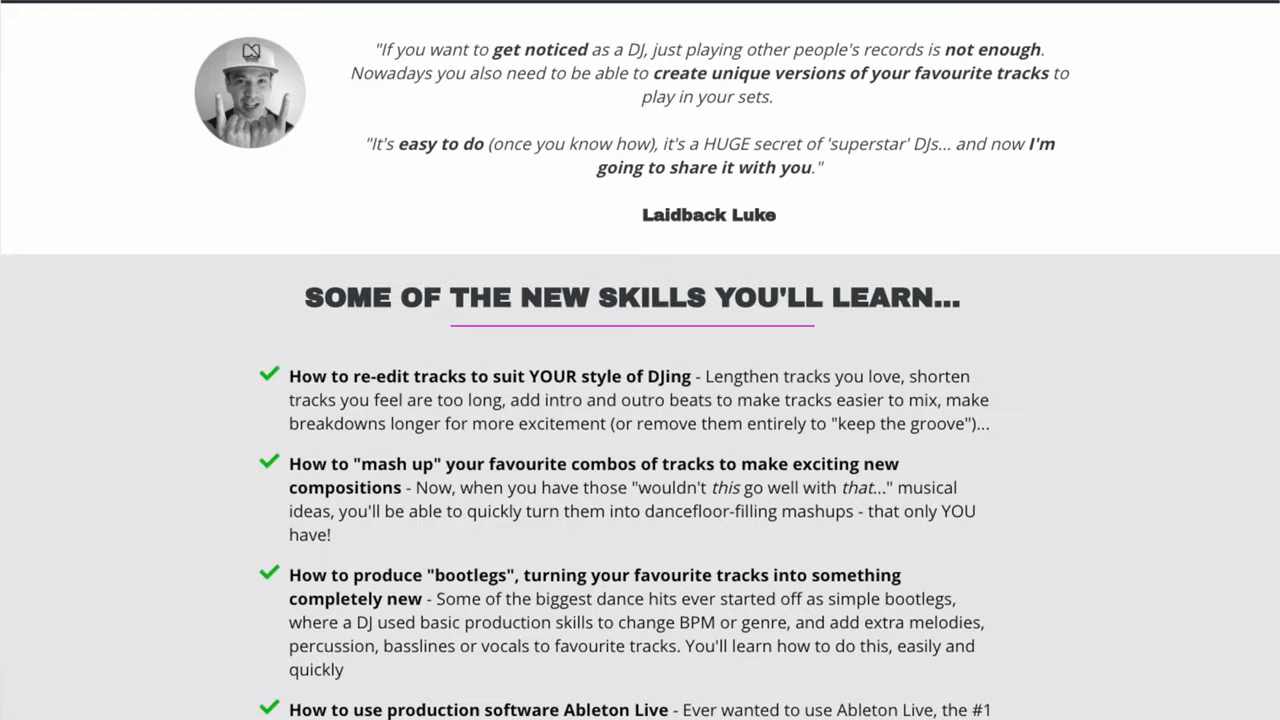 "If you want to get noticed as a DJ, just playing other people's records is not enough.
Nowadays you also need to be able to create unique versions of your favourite tracks to
play in your sets.
"It's easy to do (once you know how), it's a HUGE secret of 'superstar' DJs... and now I'm
going to share it with you."
Laidback Luke
SOME OF THE NEW SKILLS YOU'LL LEARN...
How to re-edit tracks to suit YOUR style of DJing - Lengthen tracks you love, shorten
tracks you feel are too long, add intro and outro beats to make tracks easier to mix, make
breakdowns longer for more excitement (or remove them entirely to "keep the groove")...
How to "mash up" your favourite combos of tracks to make exciting new
compositions - Now, when you have those "wouldn't this go well with that..." musical
ideas, you'll be able to quickly turn them into dancefloor-filling mashups - that only YOU
have!
How to produce "bootlegs", turning your favourite tracks into something
completely new - Some of the biggest dance hits ever started off as simple bootlegs,
where a DJ used basic production skills to change BPM or genre, and add extra melodies,
percussion, basslines or vocals to favourite tracks. You'll learn how to do this, easily and
quickly
How to use production software Ableton Live - Ever wanted to use Ableton Live, the #1